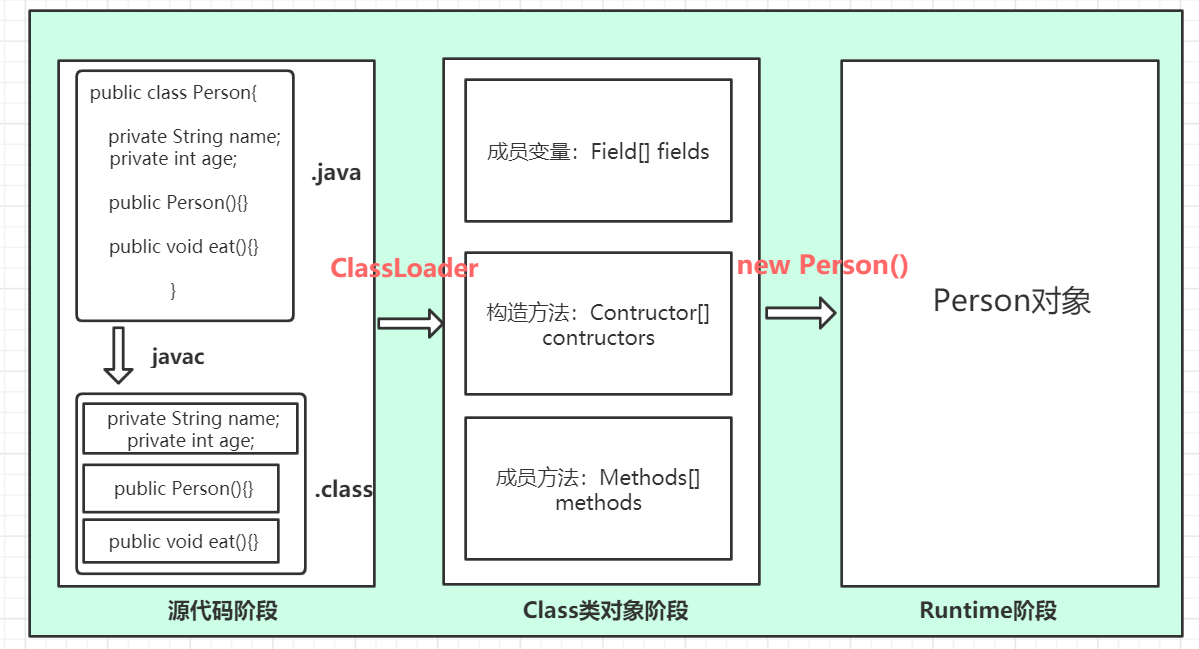 public class Person{
private String name;
private int age;
public Person(){}
public void eat(){}
}
.java
javac
private String name;
private int age;
public Person(){}
public void eat(){}
.class
源代码阶段
ClassLoader
成员变量：Field[] fields
构造方法：Contructor[]
contructors
成员方法：Methods[]
methods
Class类对象阶段
new Person()
Person对象
Runtime阶段